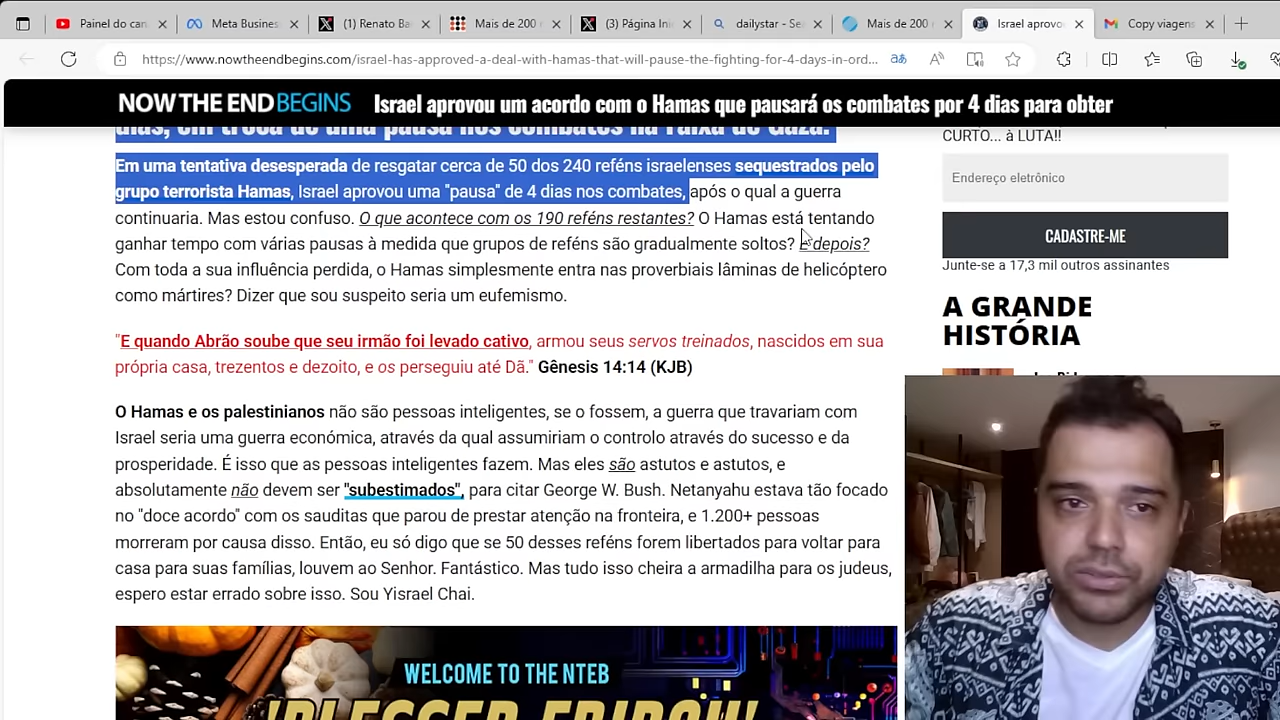 Painel do can
Meta Busines
(1) Renato Ba
Mais de 200 r
(3) Página Ini
dailystar - Se
Mais de 200 r
Israel aprovo
Copy viagens
https://www.nowtheendbegins.com/israel-has-approved-a-deal-with-hamas-that-will-pause-the-fighting-for-4-days-in-ord...
NOW THE END BEGINS
Israel aprovou um acordo com o Hamas que pausará os combates por 4 dias para obter
dias, em troca de uma pausa nos combates na Faixa de Gaza.
Em uma tentativa desesperada de resgatar cerca de 50 dos 240 reféns israelenses sequestrados pelo
grupo terrorista Hamas, Israel aprovou uma "pausa" de 4 dias nos combates, após o qual a guerra
continuaria. Mas estou confuso. O que acontece com os 190 reféns restantes? O Hamas está tentando
ganhar tempo com várias pausas à medida que grupos de reféns são gradualmente soltos? E depois?
Com toda a sua influência perdida, o Hamas simplesmente entra nas proverbiais lâminas de helicóptero
como mártires? Dizer que sou suspeito seria um eufemismo.
"E quando Abrão soube que seu irmão foi levado cativo, armou seus servos treinados, nascidos em sua
própria casa, trezentos e dezoito, e os perseguiu até Dã." Gênesis 14:14 (KJB)
O Hamas e os palestinianos não são pessoas inteligentes, se o fossem, a guerra que travariam com
Israel seria uma guerra económica, através da qual assumiriam o controlo através do sucesso e da
prosperidade. É isso que as pessoas inteligentes fazem. Mas eles são astutos e astutos, e
absolutamente não devem ser "subestimados", para citar George W. Bush. Netanyahu estava tão focado
no "doce acordo" com os sauditas que parou de prestar atenção na fronteira, e 1.200+ pessoas
morreram por causa disso. Então, eu só digo que se 50 desses reféns forem libertados para voltar para
casa para suas famílias, louvem ao Senhor. Fantástico. Mas tudo isso cheira a armadilha para os judeus,
espero estar errado sobre isso. Sou Yisrael Chai.
WELCOME TO THE NTEB
CURTO... à LUTA!!
Endereço eletrônico
CADASTRE-ME
Junte-se a 17,3 mil outros assinantes
A GRANDE
HISTÓRIA